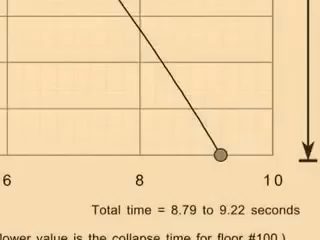 6 8 10
Total time = 8.79 to 9.22 seconds
lower value is the collapse time for floor #100.)